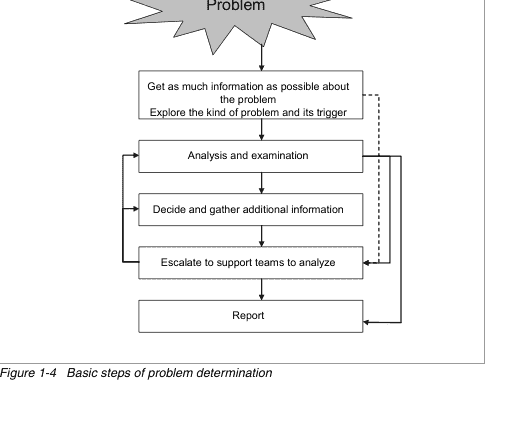 Problem
Get as much information as possible about
the problem
Explore the kind of problem and its trigger
Analysis and examination
Decide and gather additional information
Escalate to support teams to analyze
Report
Figure 1-4 Basic steps of problem determination